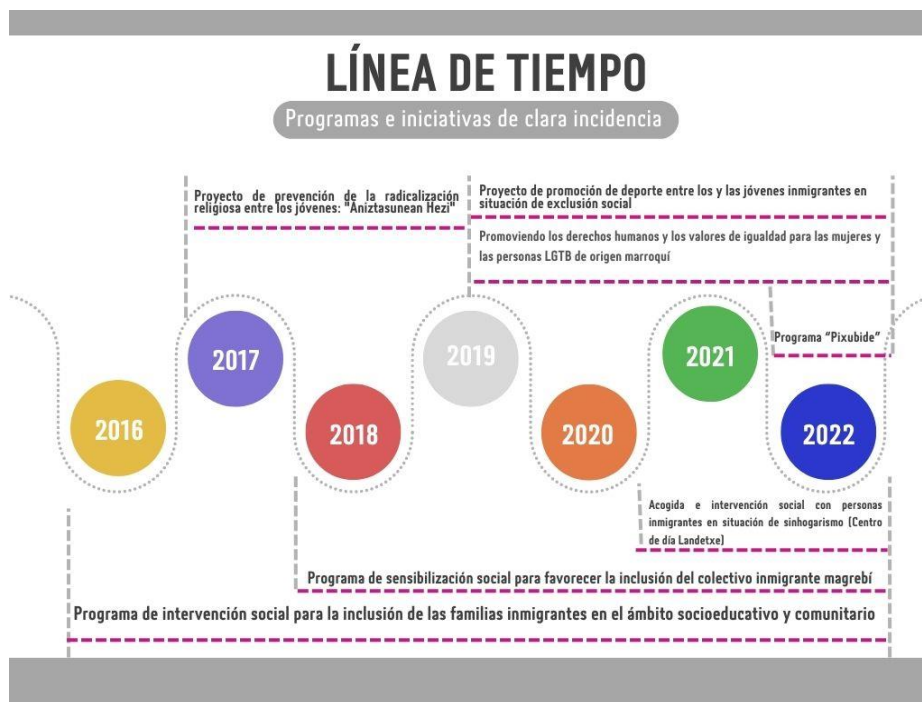 LÍNEA DE TIEMPO
Programas e iniciativas de clara incidencia
Proyecto de prevención de la radicalización
religiosa entre los jóvenes: "Aniztasunean Hezi"
Proyecto de promoción de deporte entre los y las jóvenes inmigrantes en
situación de exclusión social
Promoviendo los derechos humanos y los valores de igualdad para las mujeres y
las personas LGTB de origen marroquí
Programa “Pixubide”
2016
2017
2018
2019
2020
2021
2022
Acogida e intervención social con personas
inmigrantes en situación de sinhogarismo (Centro
de día Landetxe)
Programa de sensibilización social para favorecer la inclusión del colectivo inmigrante magrebí
Programa de intervención social para la inclusión de las familias inmigrantes en el ámbito socioeducativo y comunitario